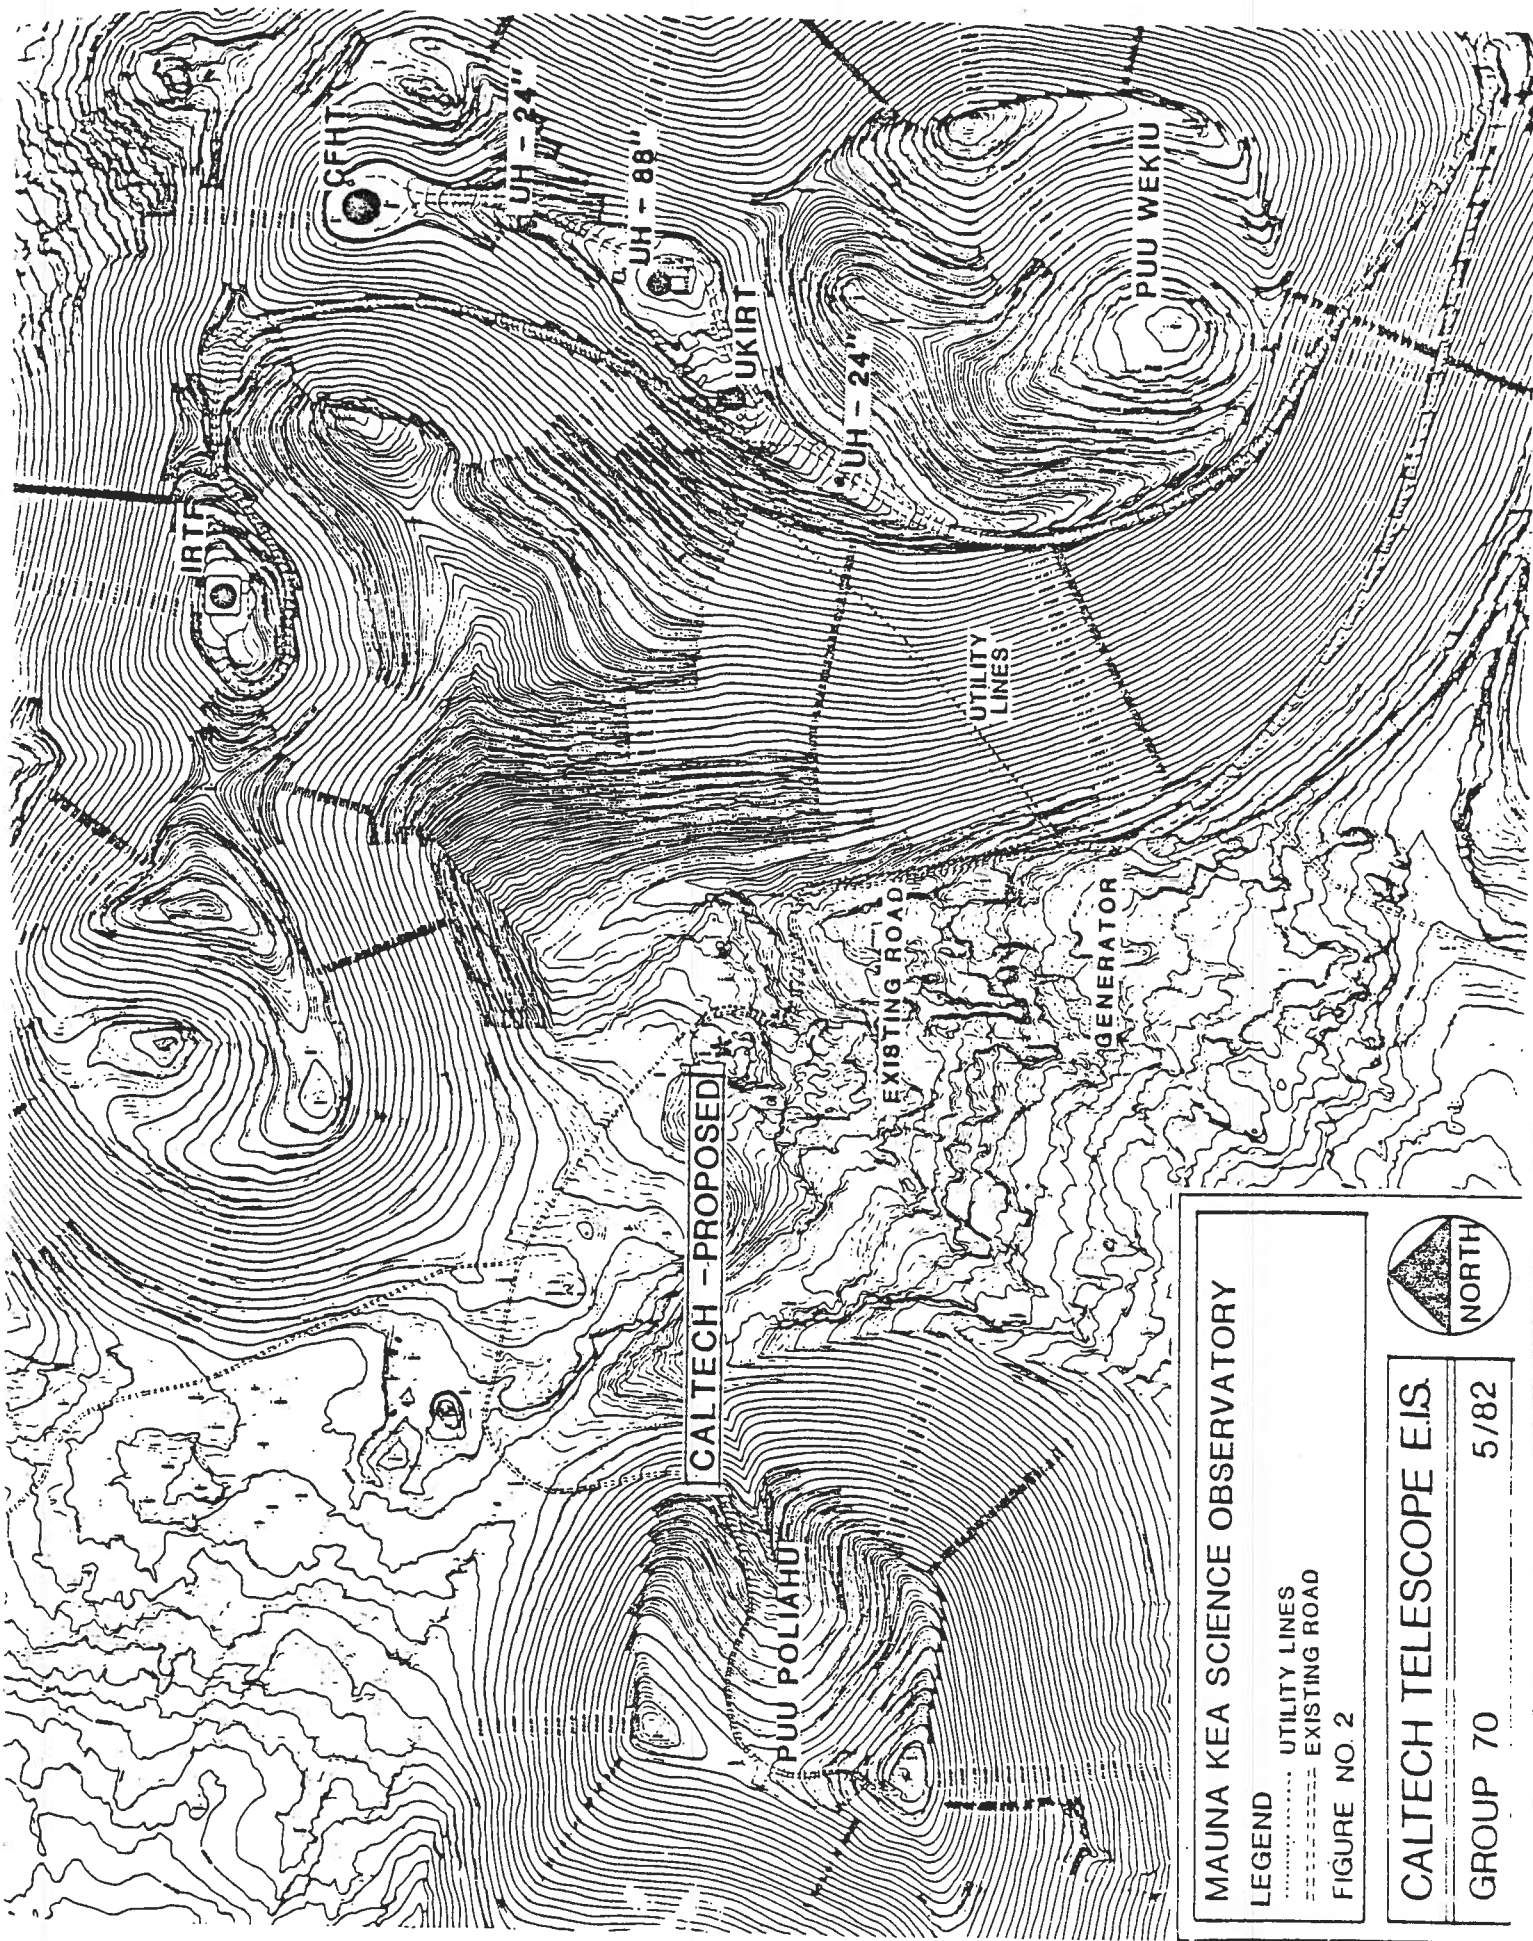 CFHT
UH - 24"
UH - 88"
UKIRT
UH - 24"
PUU WEKIU
IRTF
UTILITY
LINES
EXISTING ROAD
GENERATOR
CALTECH - PROPOSED
PUU POLIAHU
MAUNA KEA SCIENCE OBSERVATORY
LEGEND
UTILITY LINES
EXISTING ROAD
FIGURE NO. 2
NORTH
CALTECH TELESCOPE E.I.S.
GROUP 70 5/82